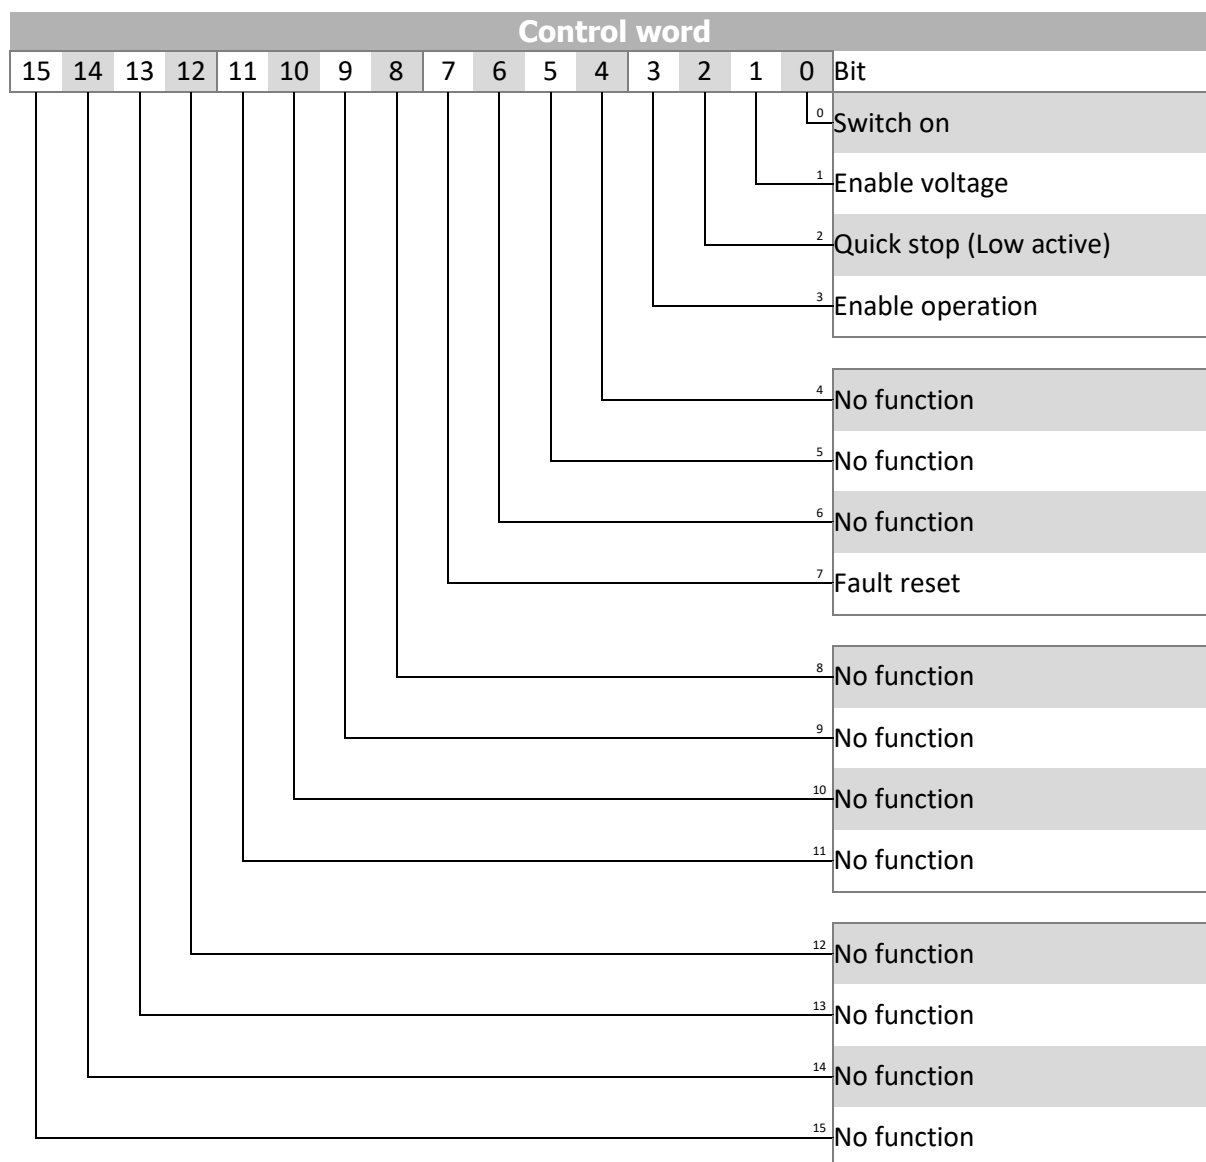 Control word
15 14 13 12 11 10 9 8 7 6 5 4 3 2 1 0 Bit
0 Switch on
1 Enable voltage
2 Quick stop (Low active)
3 Enable operation
4 No function
5 No function
6 No function
7 Fault reset
8 No function
9 No function
10 No function
11 No function
12 No function
13 No function
14 No function
15 No function